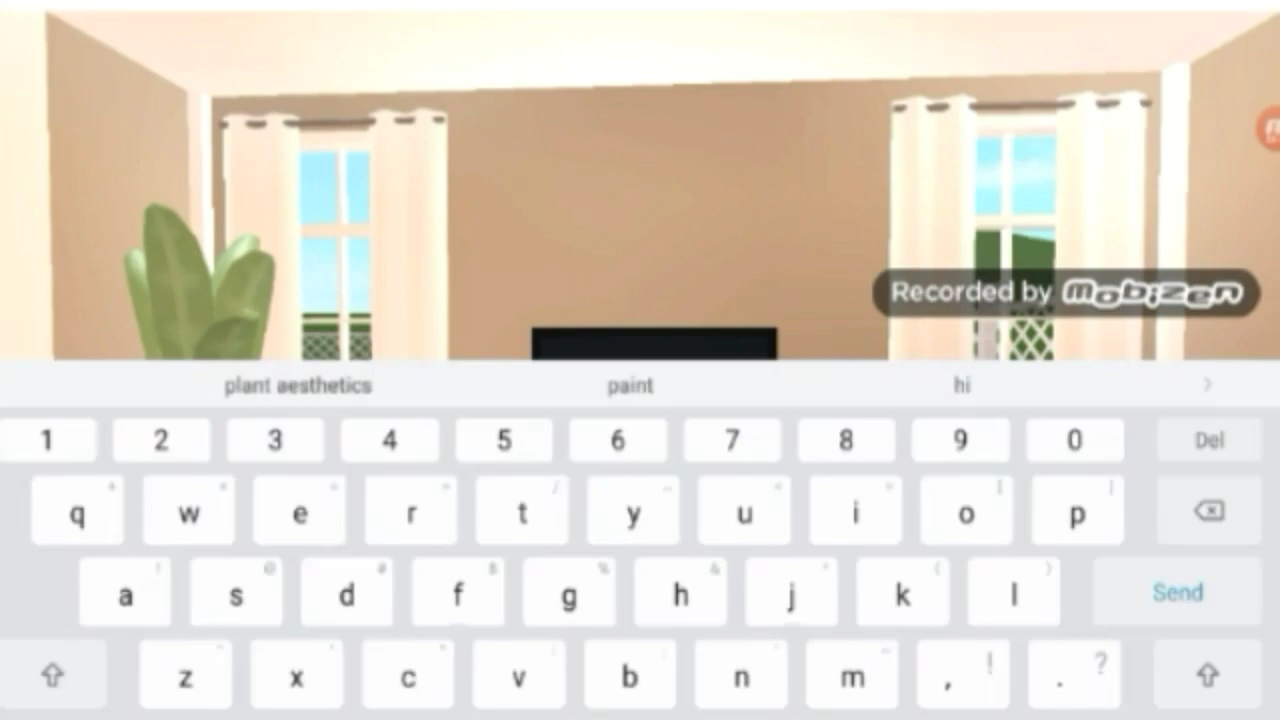 Recorded by Mobizen
plant aesthetics paint hi
1 2 3 4 5 6 7 8 9 0 Del
q w e r t y u i o p
a s d f g h j k l Send
z x c v b n m , ! . ?